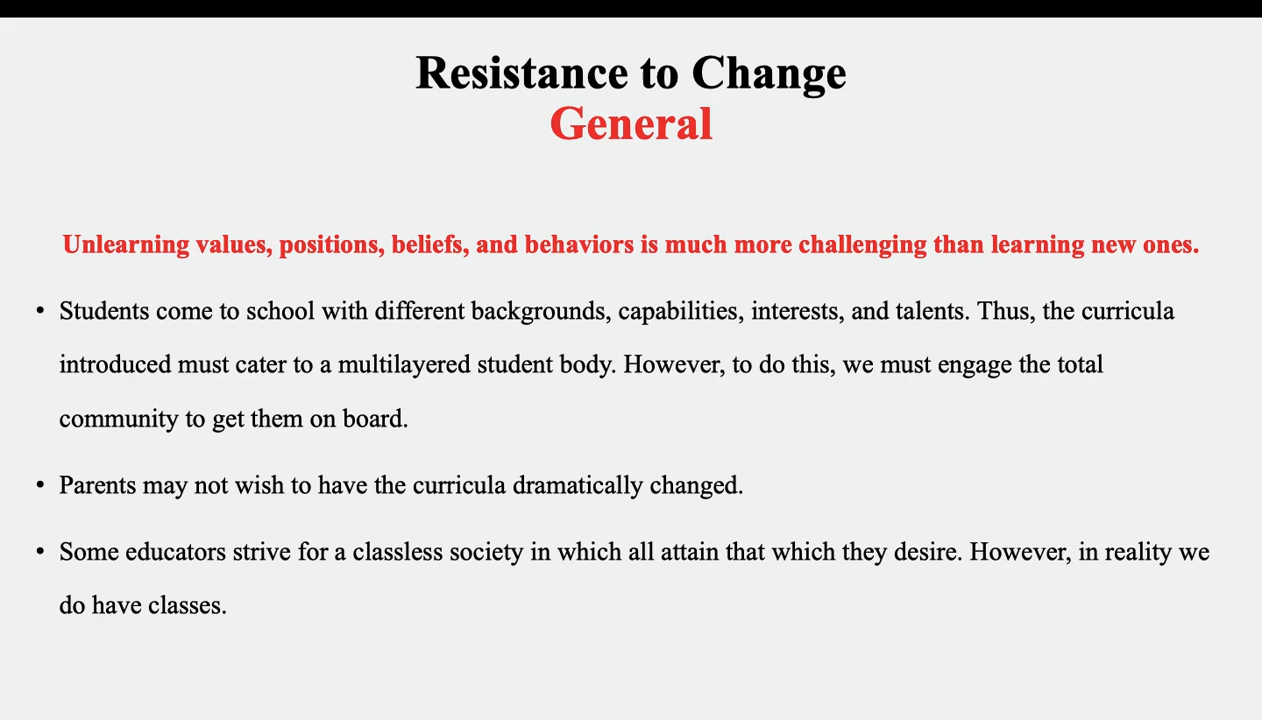 Resistance to Change
General
Unlearning values, positions, beliefs, and behaviors is much more challenging than learning new ones.
• Students come to school with different backgrounds, capabilities, interests, and talents. Thus, the curricula
introduced must cater to a multilayered student body. However, to do this, we must engage the total
community to get them on board.
• Parents may not wish to have the curricula dramatically changed.
• Some educators strive for a classless society in which all attain that which they desire. However, in reality we
do have classes.